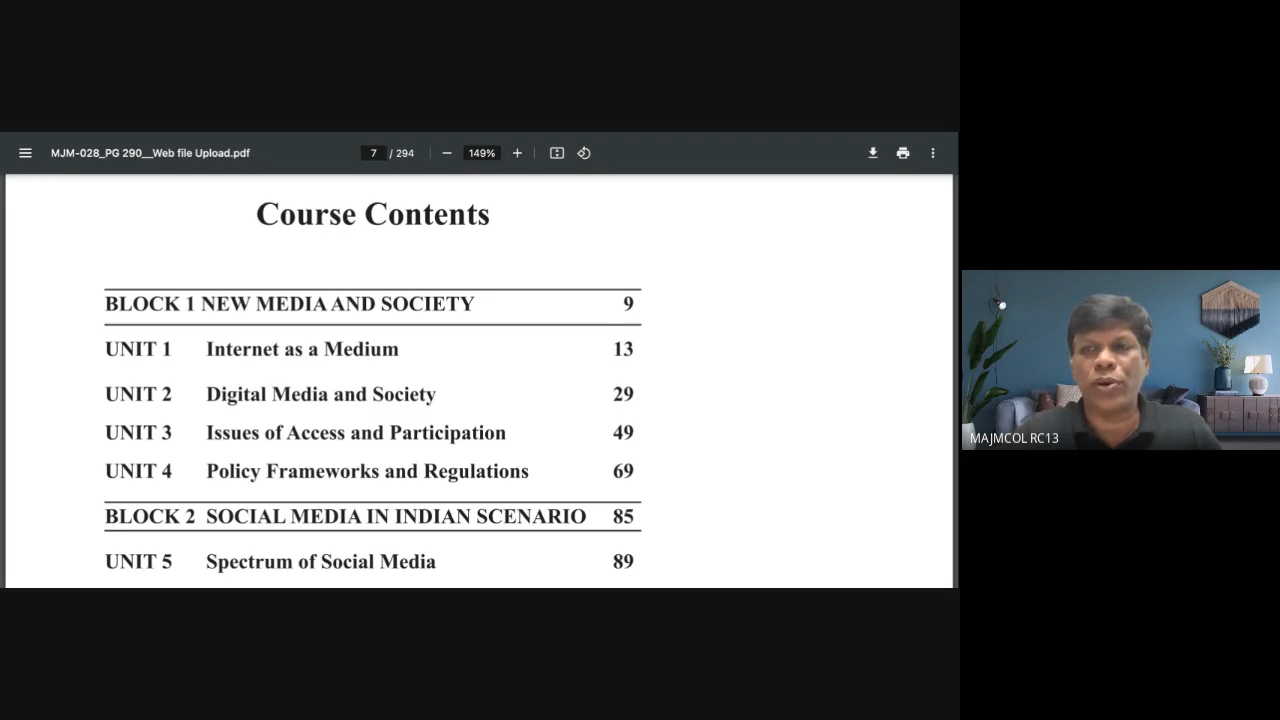 MJM-028_PG 290__Web file Upload.pdf 7 / 294 149%
Course Contents
BLOCK 1 NEW MEDIA AND SOCIETY 9
UNIT 1 Internet as a Medium 13
UNIT 2 Digital Media and Society 29
UNIT 3 Issues of Access and Participation 49
UNIT 4 Policy Frameworks and Regulations 69
BLOCK 2 SOCIAL MEDIA IN INDIAN SCENARIO 85
UNIT 5 Spectrum of Social Media 89
MAJMCOL RC13